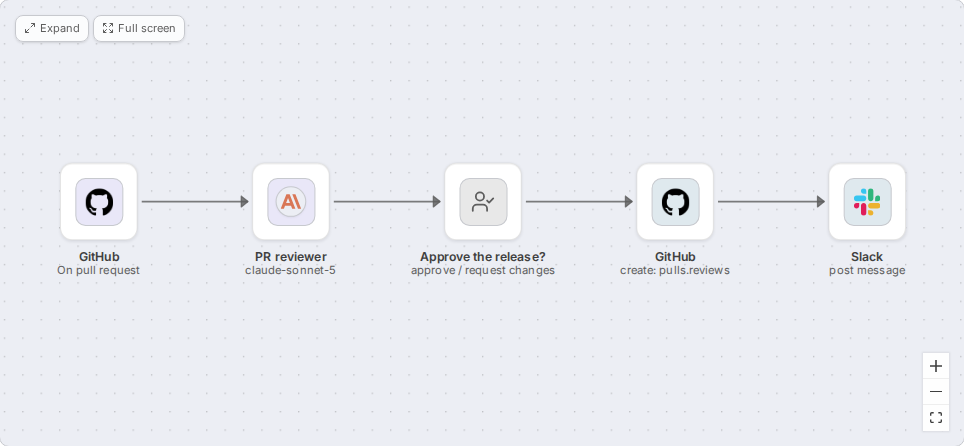 Expand
Full screen
GitHub
On pull request
PR reviewer
claude-sonnet-5
Approve the release?
approve / request changes
GitHub
create: pulls.reviews
Slack
post message